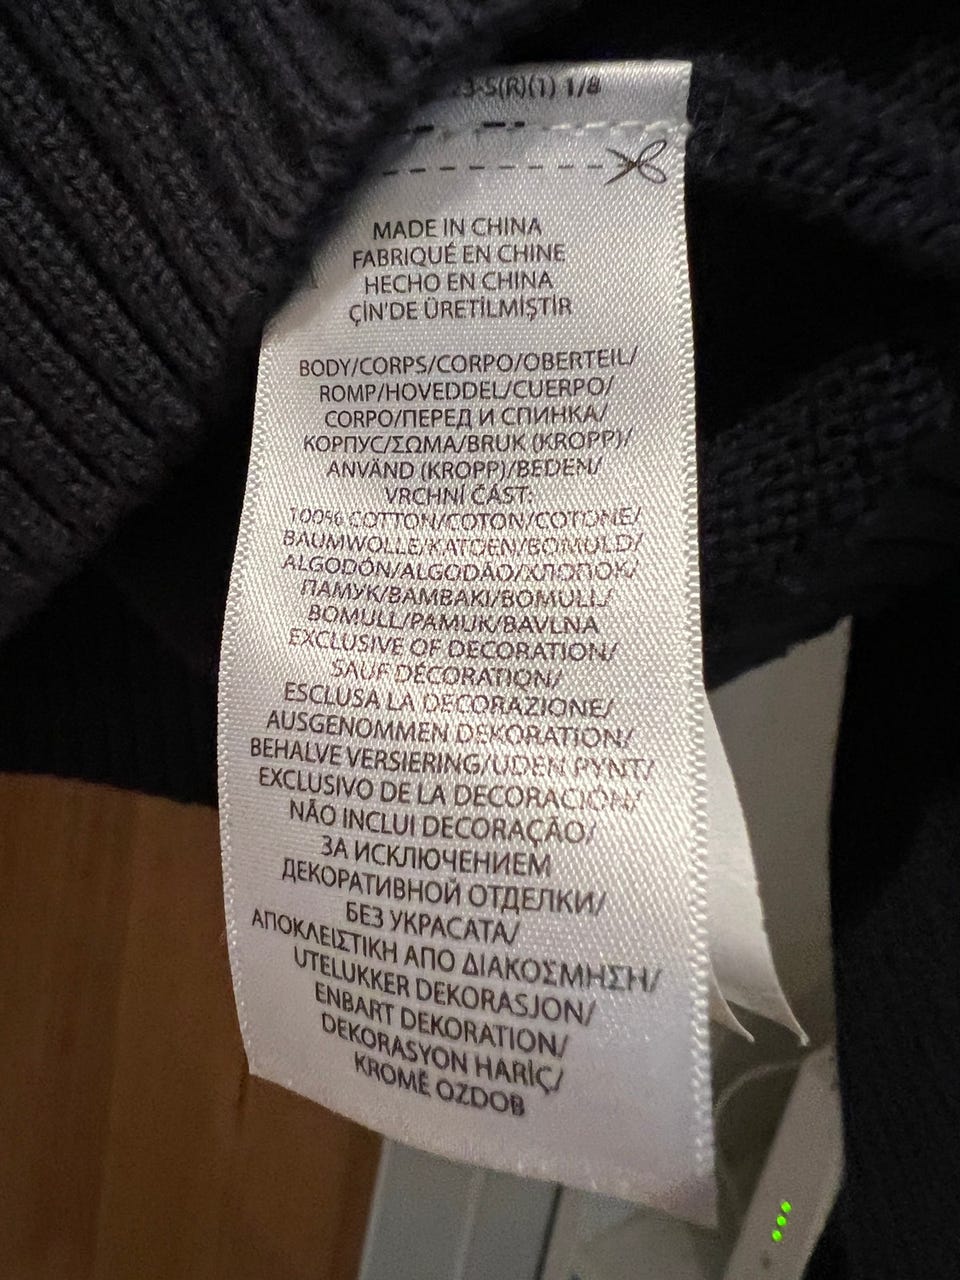 3-S(R)(1) 1/8
MADE IN CHINA
FABRIQUÉ EN CHINE
HECHO EN CHINA
ÇİN'DE ÜRETİLMİŞTİR
BODY/CORPS/CORPO/OBERTEIL/
ROMP/HOVEDDEL/CUERPO/
CORPO/ПЕРЕД И СПИНКА/
КОРПУС/ΣΩΜΑ/BRUK (KROPP)/
ANVÄND (KROPP)/BEDEN/
VRCHNÍ ČÁST:
100% COTTON/COTON/COTONE/
BAUMWOLLE/KATOEN/BOMULD/
ALGODÓN/ALGODÃO/ХЛОПОК/
ПАМУК/BAMBAKI/BOMULL/
BOMULL/PAMUK/BAVLNA
EXCLUSIVE OF DECORATION/
SAUF DÉCORATION/
ESCLUSA LA DECORAZIONE/
AUSGENOMMEN DEKORATION/
BEHALVE VERSIERING/UDEN PYNT/
EXCLUSIVO DE LA DECORACIÓN/
NÃO INCLUI DECORAÇÃO/
ЗА ИСКЛЮЧЕНИЕМ
ДЕКОРАТИВНОЙ ОТДЕЛКИ/
БЕЗ УКРАСАТА/
ΑΠΟΚΛΕΙΣΤΙΚΗ ΑΠΟ ΔΙΑΚΟΣΜΗΣΗ/
UTELUKKER DEKORASJON/
ENBART DEKORATION/
DEKORASYON HARİÇ/
KROMĚ OZDOB